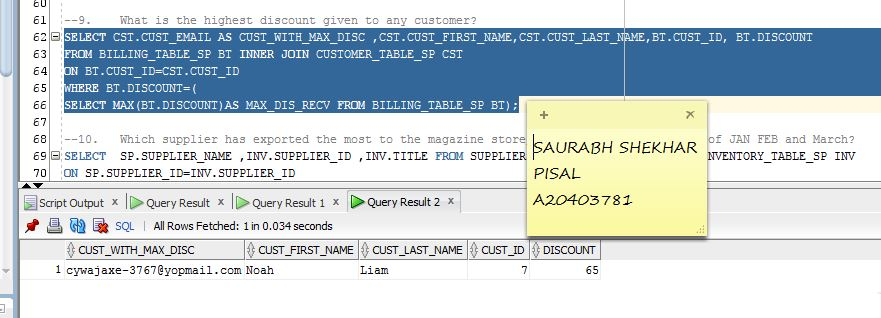 60
61 --9. What is the highest discount given to any customer?
62 SELECT CST.CUST_EMAIL AS CUST_WITH_MAX_DISC ,CST.CUST_FIRST_NAME,CST.CUST_LAST_NAME,BT.CUST_ID, BT.DISCOUNT
63 FROM BILLING_TABLE_SP BT INNER JOIN CUSTOMER_TABLE_SP CST
64 ON BT.CUST_ID=CST.CUST_ID
65 WHERE BT.DISCOUNT=(
66 SELECT MAX(BT.DISCOUNT)AS MAX_DIS_RECV FROM BILLING_TABLE_SP BT);
67
68 --10. Which supplier has exported the most to the magazine store of JAN FEB and March?
69 SELECT SP.SUPPLIER_NAME ,INV.SUPPLIER_ID ,INV.TITLE FROM SUPPLIER NVENTORY_TABLE_SP INV
70 ON SP.SUPPLIER_ID=INV.SUPPLIER_ID
SAURABH SHEKHAR
PISAL
A20403781
Script Output x Query Result x Query Result 1 x Query Result 2 x
SQL | All Rows Fetched: 1 in 0.034 seconds
CUST_WITH_MAX_DISC CUST_FIRST_NAME CUST_LAST_NAME CUST_ID DISCOUNT
1 cywajaxe-3767@yopmail.com Noah Liam 7 65